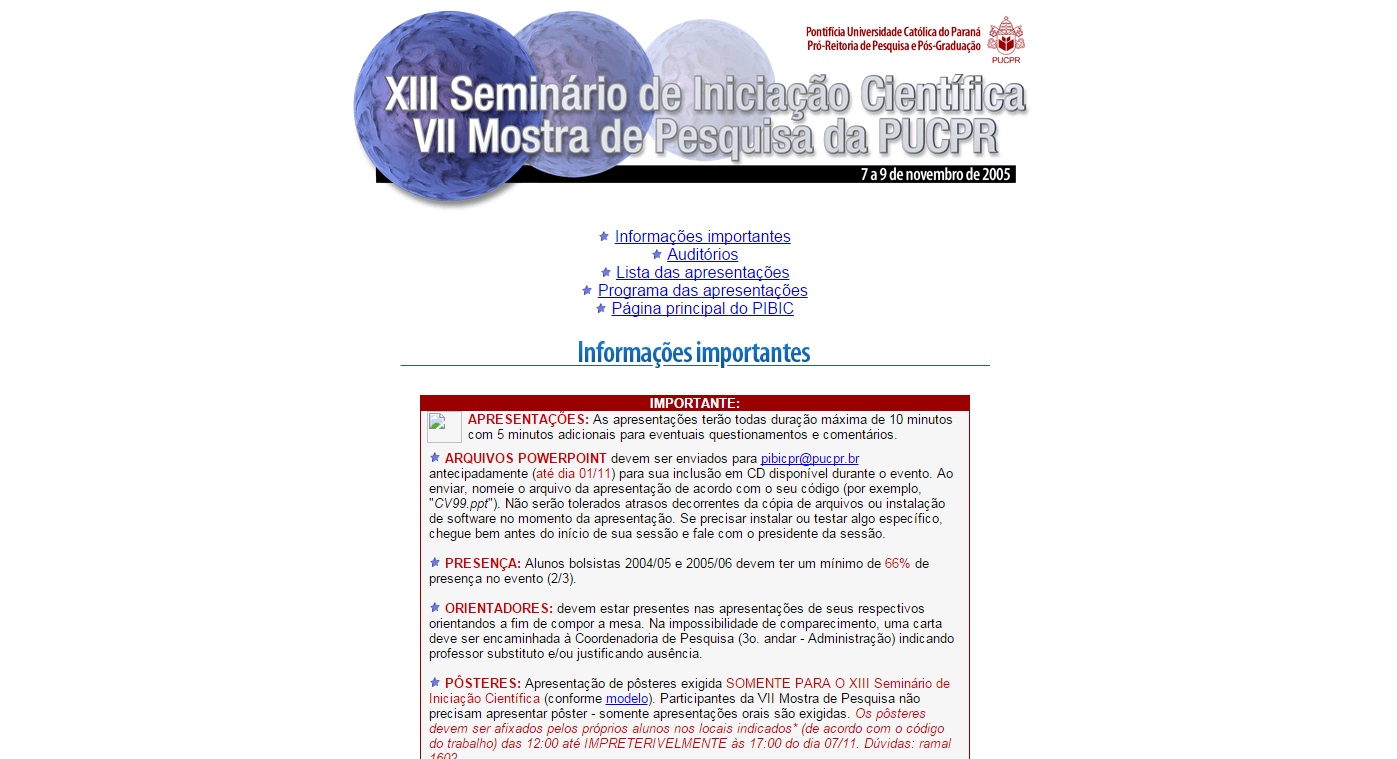 Pontifícia Universidade Católica do Paraná
Pró-Reitoria de Pesquisa e Pós-Graduação
PUCPR
XIII Seminário de Iniciação Científica
VII Mostra de Pesquisa da PUCPR
7 a 9 de novembro de 2005
Informações importantes
Auditórios
Lista das apresentações
Programa das apresentações
Página principal do PIBIC
Informações importantes
IMPORTANTE:
APRESENTAÇÕES: As apresentações terão todas duração máxima de 10 minutos
com 5 minutos adicionais para eventuais questionamentos e comentários.
ARQUIVOS POWERPOINT devem ser enviados para pibicpr@pucpr.br
antecipadamente (até dia 01/11) para sua inclusão em CD disponível durante o evento. Ao
enviar, nomeie o arquivo da apresentação de acordo com o seu código (por exemplo,
"CV99.ppt"). Não serão tolerados atrasos decorrentes da cópia de arquivos ou instalação
de software no momento da apresentação. Se precisar instalar ou testar algo específico,
chegue bem antes do início de sua sessão e fale com o presidente da sessão.
PRESENÇA: Alunos bolsistas 2004/05 e 2005/06 devem ter um mínimo de 66% de
presença no evento (2/3).
ORIENTADORES: devem estar presentes nas apresentações de seus respectivos
orientandos a fim de compor a mesa. Na impossibilidade de comparecimento, uma carta
deve ser encaminhada à Coordenadoria de Pesquisa (3o. andar - Administração) indicando
professor substituto e/ou justificando ausência.
PÔSTERES: Apresentação de pôsteres exigida SOMENTE PARA O XIII Seminário de
Iniciação Científica (conforme modelo). Participantes da VII Mostra de Pesquisa não
precisam apresentar pôster - somente apresentações orais são exigidas. Os pôsteres
devem ser afixados pelos próprios alunos nos locais indicados* (de acordo com o código
do trabalho) das 12:00 até IMPRETERIVELMENTE às 17:00 do dia 07/11. Dúvidas: ramal
1602